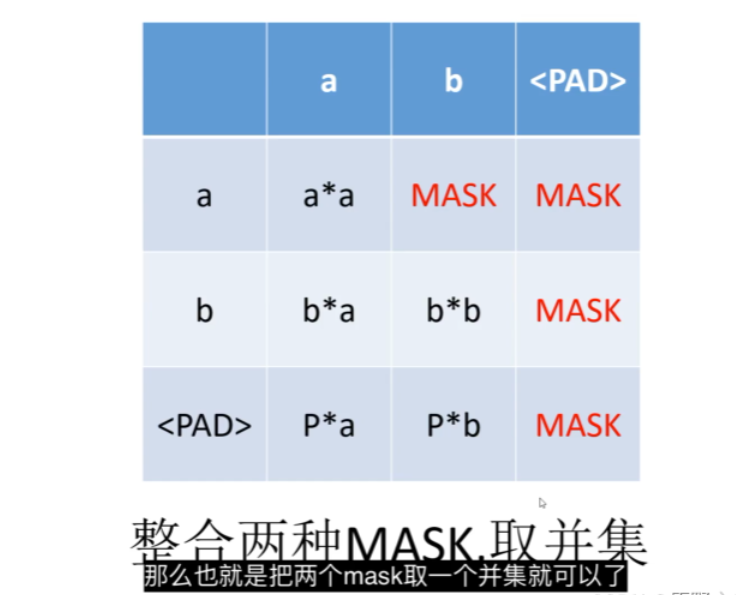 a b <PAD>
a a*a MASK MASK
b b*a b*b MASK
<PAD> P*a P*b MASK
整合两种MASK,取并集
那么也就是把两个mask取一个并集就可以了